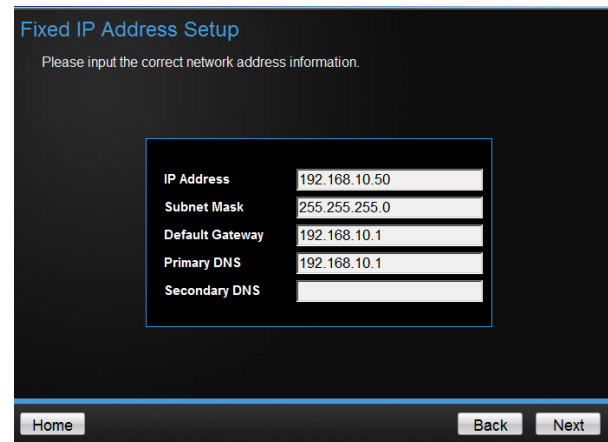 Fixed IP Address Setup
Please input the correct network address information.
IP Address 192.168.10.50
Subnet Mask 255.255.255.0
Default Gateway 192.168.10.1
Primary DNS 192.168.10.1
Secondary DNS
Home Back Next